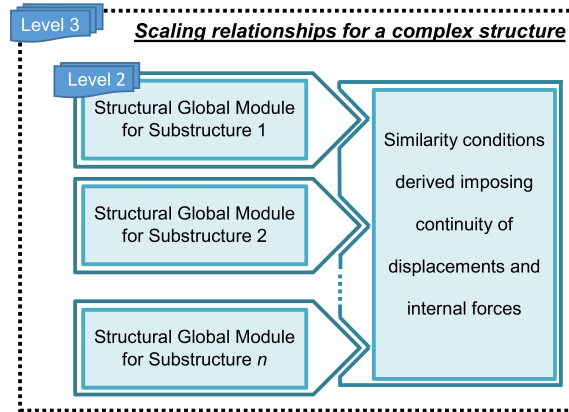 Level 3
Scaling relationships for a complex structure
Level 2
Structural Global Module
for Substructure 1
Structural Global Module
for Substructure 2
Structural Global Module
for Substructure n
Similarity conditions
derived imposing
continuity of
displacements and
internal forces